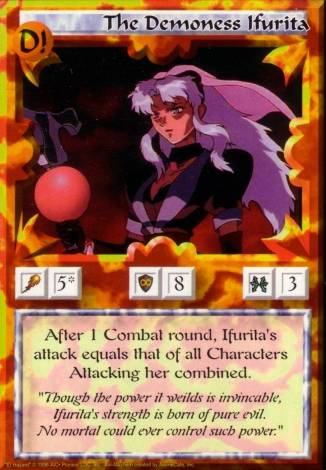 The Demoness Ifurita
D!
5*
8
3
After 1 Combat round, Ifurita's
attack equals that of all Characters
Attacking her combined.
"Though the power it weilds is invincable,
Ifurita's strength is born of pure evil.
No mortal could ever control such power."